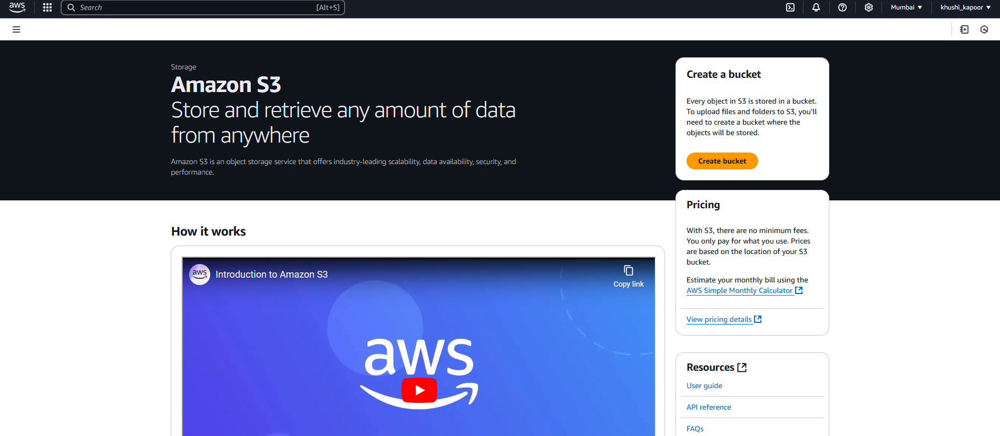 aws
Search
[Alt+S]
Mumbai
khushi_kapoor
Storage
Amazon S3
Store and retrieve any amount of data
from anywhere
Amazon S3 is an object storage service that offers industry-leading scalability, data availability, security, and
performance.
Create a bucket
Every object in S3 is stored in a bucket.
To upload files and folders to S3, you'll
need to create a bucket where the
objects will be stored.
Create bucket
Pricing
With S3, there are no minimum fees.
You only pay for what you use. Prices
are based on the location of your S3
bucket.
Estimate your monthly bill using the
AWS Simple Monthly Calculator
View pricing details
How it works
aws
Introduction to Amazon S3
Copy link
aws
Resources
User guide
API reference
FAQs